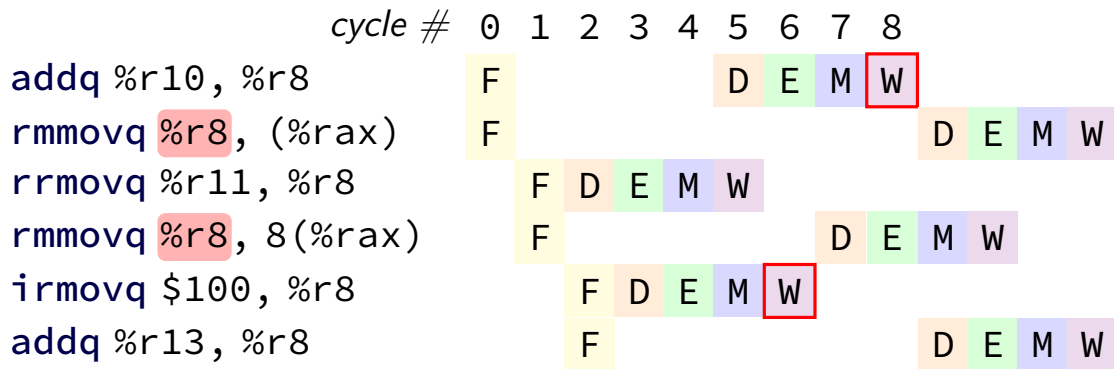 cycle # 0 1 2 3 4 5 6 7 8
addq %r10, %r8 F D E M W
rmmovq %r8, (%rax) F D E M W
rrmovq %r11, %r8 F D E M W
rmmovq %r8, 8(%rax) F D E M W
irmovq $100, %r8 F D E M W
addq %r13, %r8 F D E M W